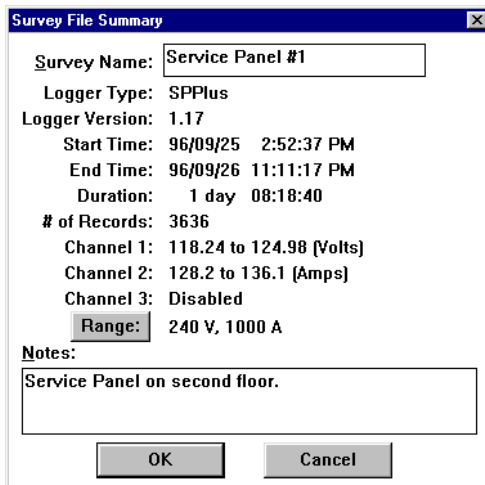 Survey File Summary
Survey Name: Service Panel #1
Logger Type: SPPlus
Logger Version: 1.17
Start Time: 96/09/25 2:52:37 PM
End Time: 96/09/26 11:11:17 PM
Duration: 1 day 08:18:40
# of Records: 3636
Channel 1: 118.24 to 124.98 (Volts)
Channel 2: 128.2 to 136.1 (Amps)
Channel 3: Disabled
Range: 240 V, 1000 A
Notes:
Service Panel on second floor.
OK Cancel